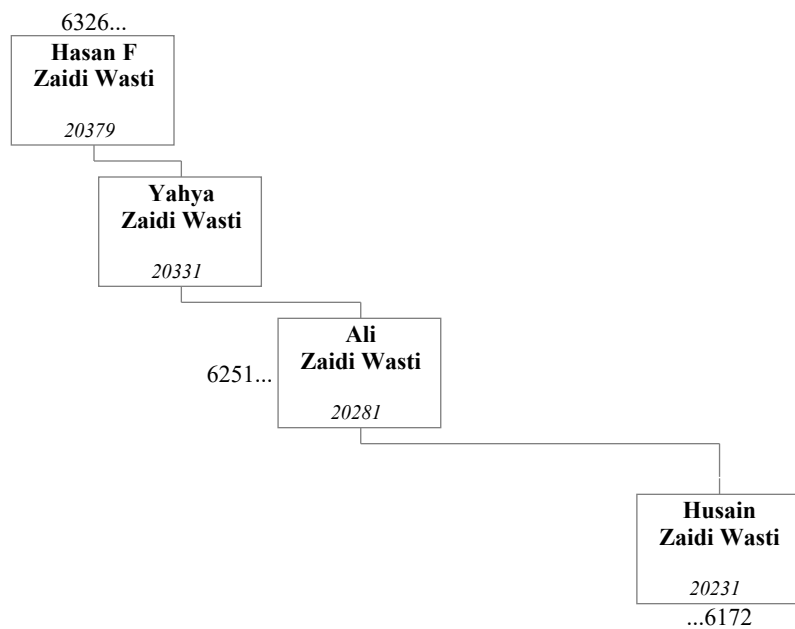 6326...
Hasan F
Zaidi Wasti
20379
Yahya
Zaidi Wasti
20331
Ali
Zaidi Wasti
6251...
20281
Husain
Zaidi Wasti
20231
...6172